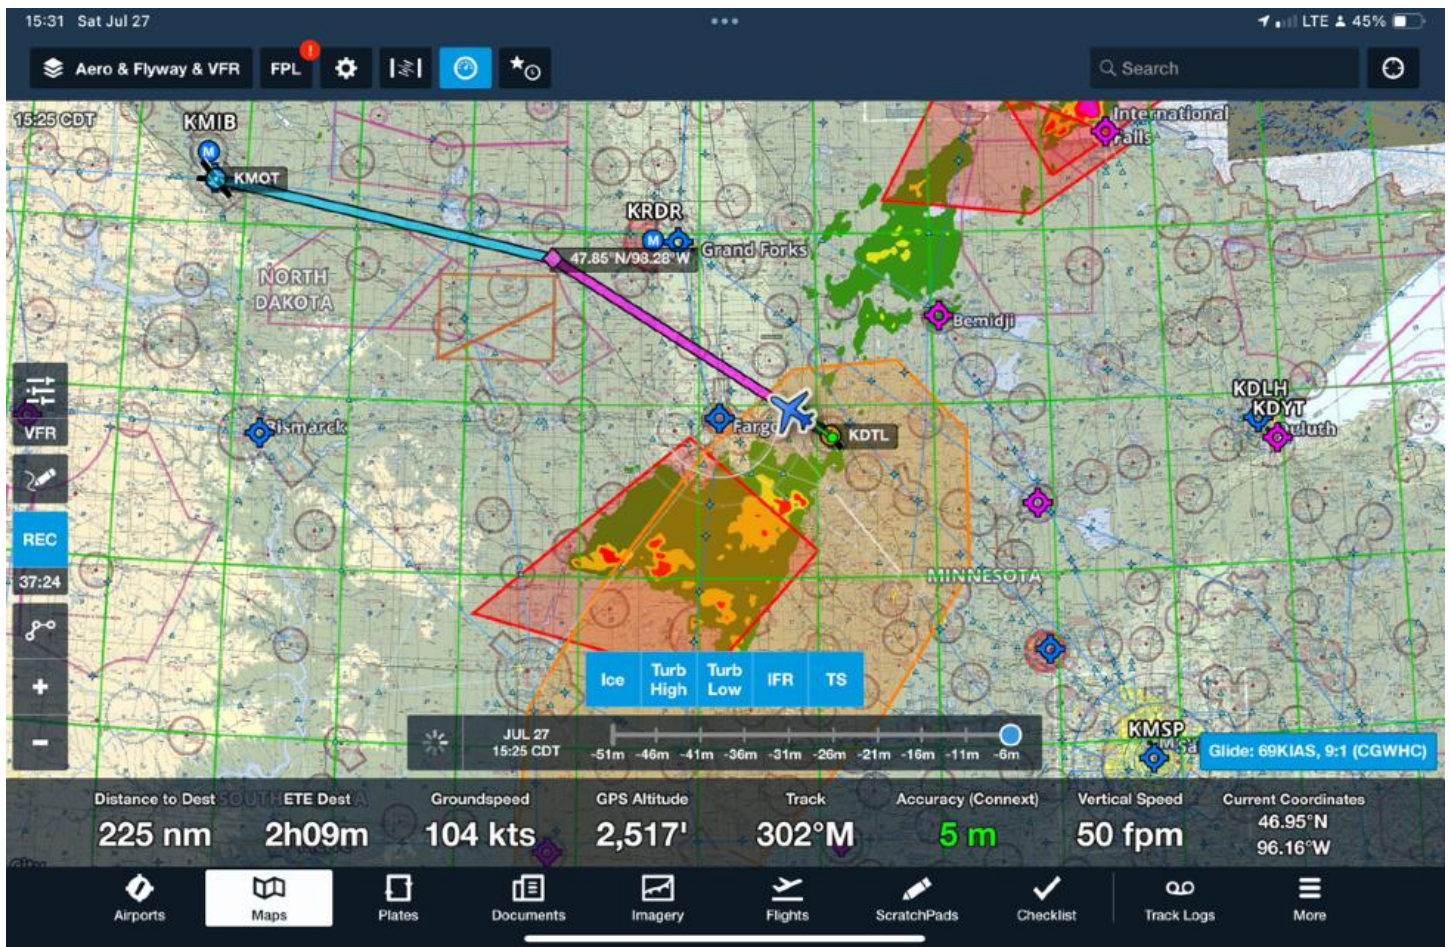 15:31 Sat Jul 27
LTE 45%
Aero & Flyway & VFR
FPL
!
Search
15:25 CDT
KMIB
M
KMOT
International
Falls
KRDR
M
Grand Forks
47.85°N/98.28°W
NORTH
DAKOTA
Bemidji
KDLH
KDYT
Duluth
Bismarck
Fargo
KDTL
VFR
REC
37:24
MINNESOTA
Ice
Turb
High
Turb
Low
IFR
TS
JUL 27
15:25 CDT
-51m -46m -41m -36m -31m -26m -21m -16m -11m -6m
KMSP
Glide: 69KIAS, 9:1 (CGWHC)
Distance to Dest ETE Dest Groundspeed GPS Altitude Track Accuracy (Connext) Vertical Speed Current Coordinates
225 nm 2h09m 104 kts 2,517' 302°M 5 m 50 fpm 46.95°N
96.16°W
Airports Maps Plates Documents Imagery Flights ScratchPads Checklist Track Logs More